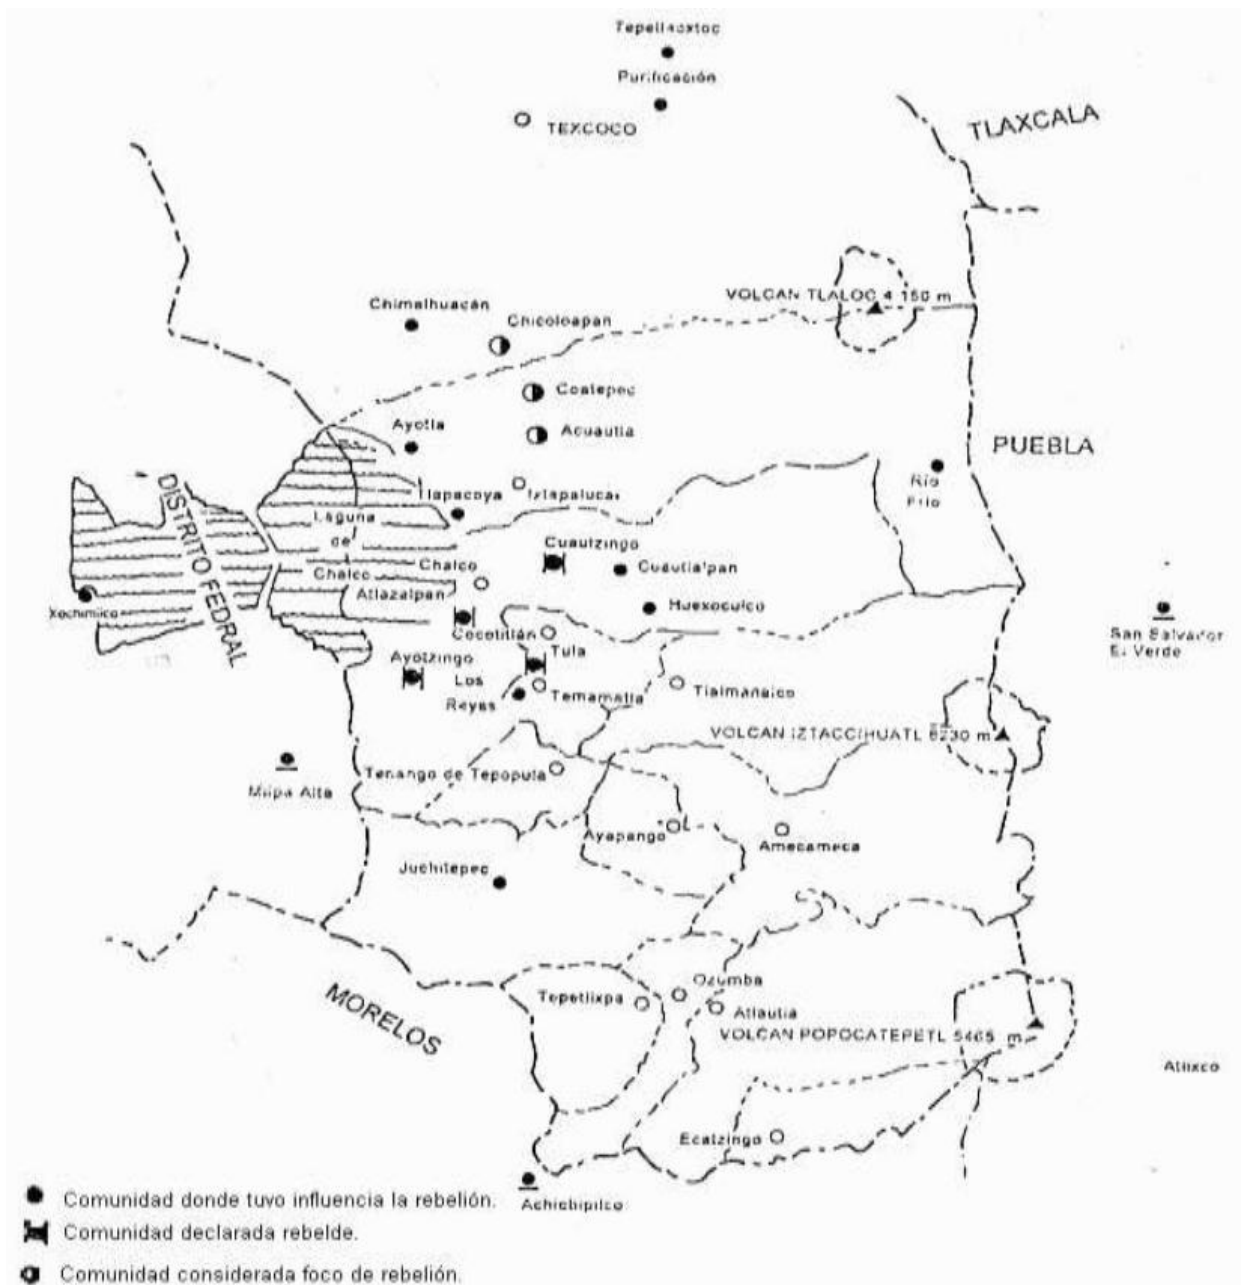 Tepetlaoxtoc
Purificación
TEXCOCO
TLAXCALA
VOLCAN TLALOC 4 150 m
Chimalhuacán
Chicoloapan
Coatepec
Ayotla
Acuautla
PUEBLA
Río
Frío
DISTRITO FEDRAL
Tlapacoya
Iztapaluca
Laguna
de
Chalco
Cuautzingo
Chalco
Cuautlalpan
Atlazalpan
Xochimilco
Huexoculco
Cocotitlán
San Salvador
El Verde
Ayotzingo
Tula
Los
Reyes
Temamatla
Tlalmanalco
VOLCAN IZTACCIHUATL 5230 m
Milpa Alta
Tenango de Tepopula
Ayapango
Amecameca
Juchitepec
MORELOS
Tepetlixpa
Ozumba
Atlautla
VOLCAN POPOCATEPETL 5465 m
Atlixco
Ecatzingo
Achichipilco
Comunidad donde tuvo influencia la rebelión.
Comunidad declarada rebelde.
Comunidad considerada foco de rebelión.